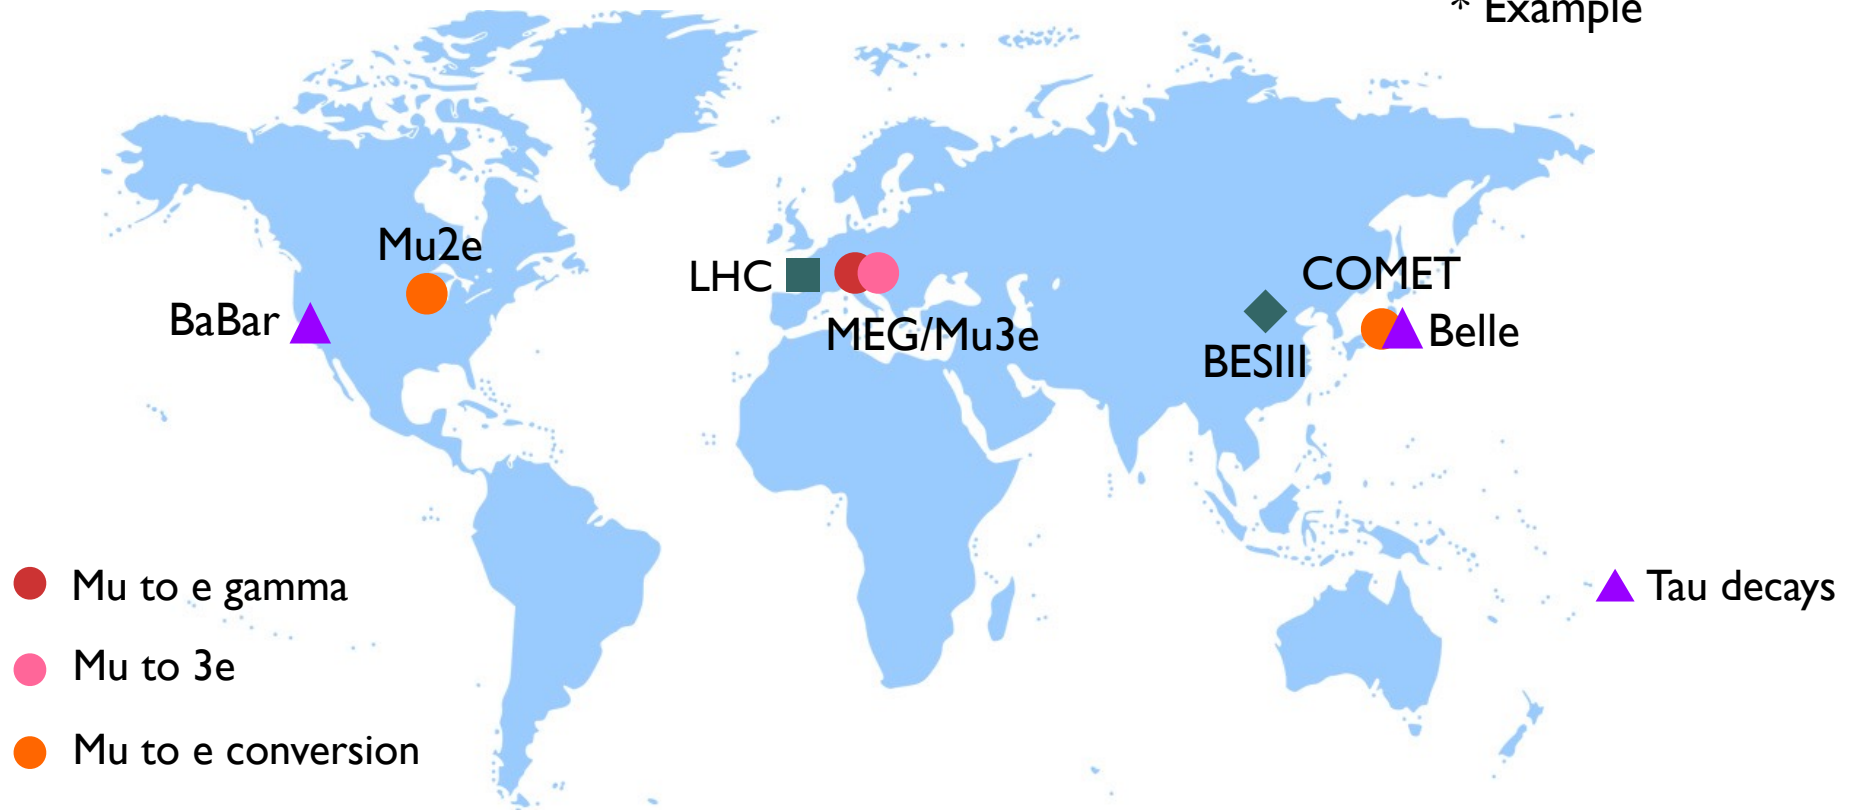 * Example
Mu2e
BaBar
LHC
MEG/Mu3e
COMET
BESIII
Belle
Mu to e gamma
Mu to 3e
Mu to e conversion
Tau decays